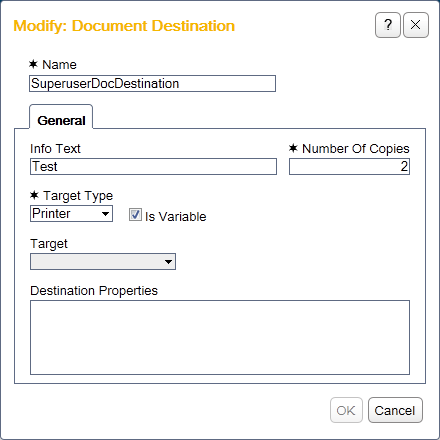 Modify: Document Destination
?
✶ Name
SuperuserDocDestination
General
Info Text ✶ Number Of Copies
Test 2
✶ Target Type
Printer Is Variable
Target
Destination Properties
OK Cancel